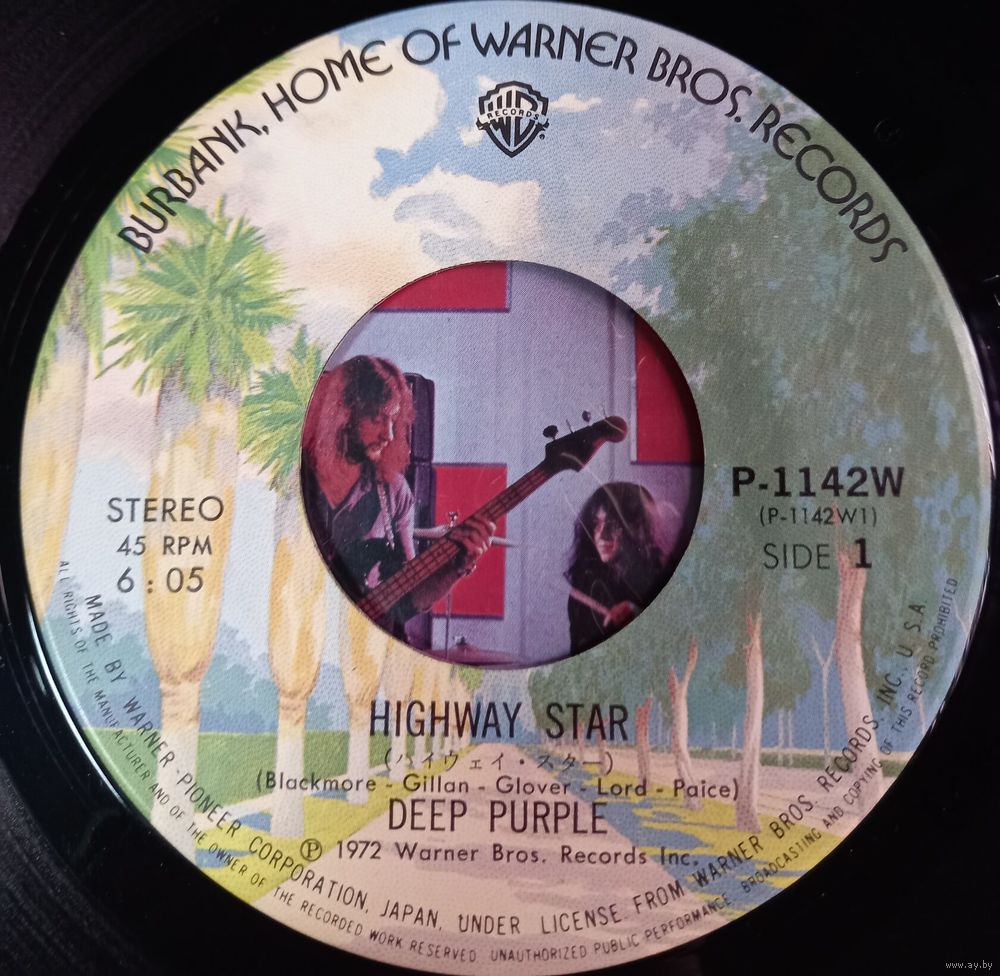 BURBANK, HOME OF WARNER BROS. RECORDS
WB
RECORDS
®
STEREO
45 RPM
6 : 05
P-1142W
(P-1142W1)
SIDE 1
HIGHWAY STAR
(ハイウェイ・スター)
(Blackmore - Gillan - Glover - Lord - Paice)
DEEP PURPLE
Ⓟ 1972 Warner Bros. Records Inc.
MADE BY WARNER-PIONEER CORPORATION, JAPAN, UNDER LICENSE FROM WARNER BROS. RECORDS, INC. U. S. A.
ALL RIGHTS OF THE MANUFACTURER AND OF THE OWNER OF THE RECORDED WORK RESERVED. UNAUTHORIZED PUBLIC PERFORMANCE BROADCASTING AND COPYING OF THIS RECORD PROHIBITED
www.ay.by